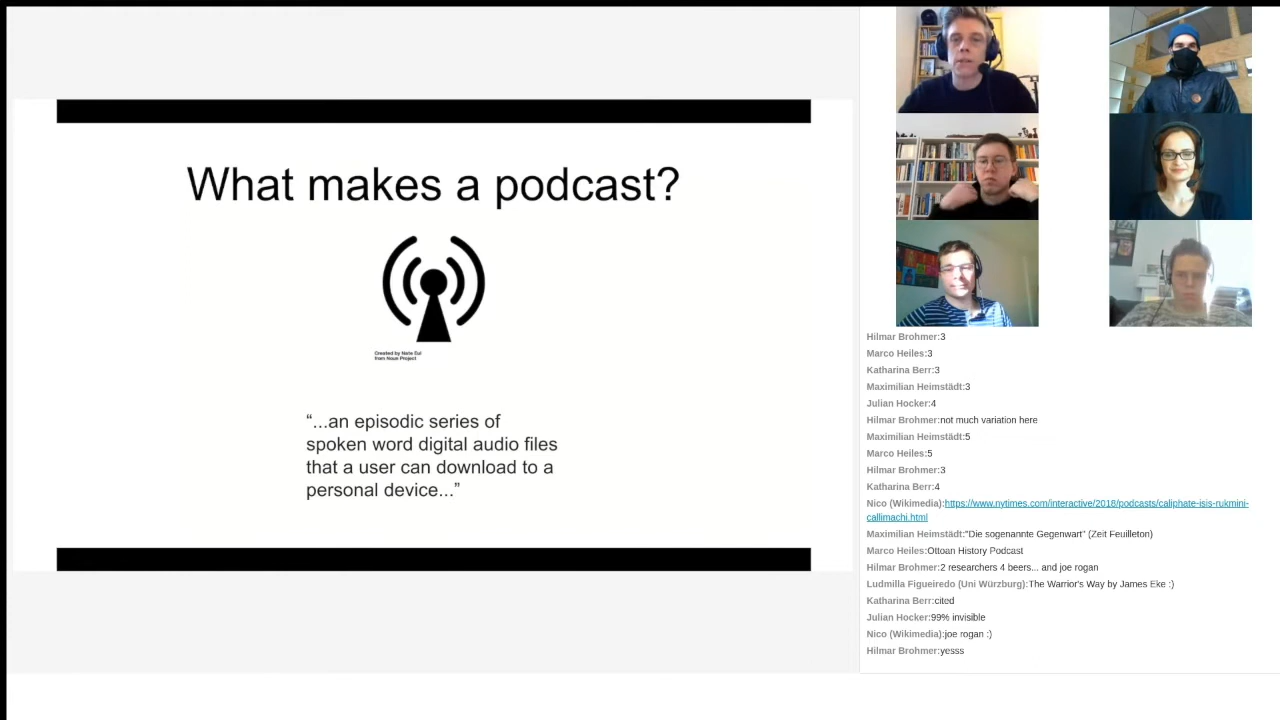 What makes a podcast?
Created by Nate Eul
from Noun Project
“...an episodic series of
spoken word digital audio files
that a user can download to a
personal device...”
Hilmar Brohmer:3
Marco Heiles:3
Katharina Berr:3
Maximilian Heimstädt:3
Julian Hocker:4
Hilmar Brohmer:not much variation here
Maximilian Heimstädt:5
Marco Heiles:5
Hilmar Brohmer:3
Katharina Berr:4
Nico (Wikimedia):https://www.nytimes.com/interactive/2018/podcasts/caliphate-isis-rukmini-
callimachi.html
Maximilian Heimstädt:"Die sogenannte Gegenwart" (Zeit Feuilleton)
Marco Heiles:Ottoan History Podcast
Hilmar Brohmer:2 researchers 4 beers... and joe rogan
Ludmilla Figueiredo (Uni Würzburg):The Warrior's Way by James Eke :)
Katharina Berr:cited
Julian Hocker:99% invisible
Nico (Wikimedia):joe rogan :)
Hilmar Brohmer:yesss